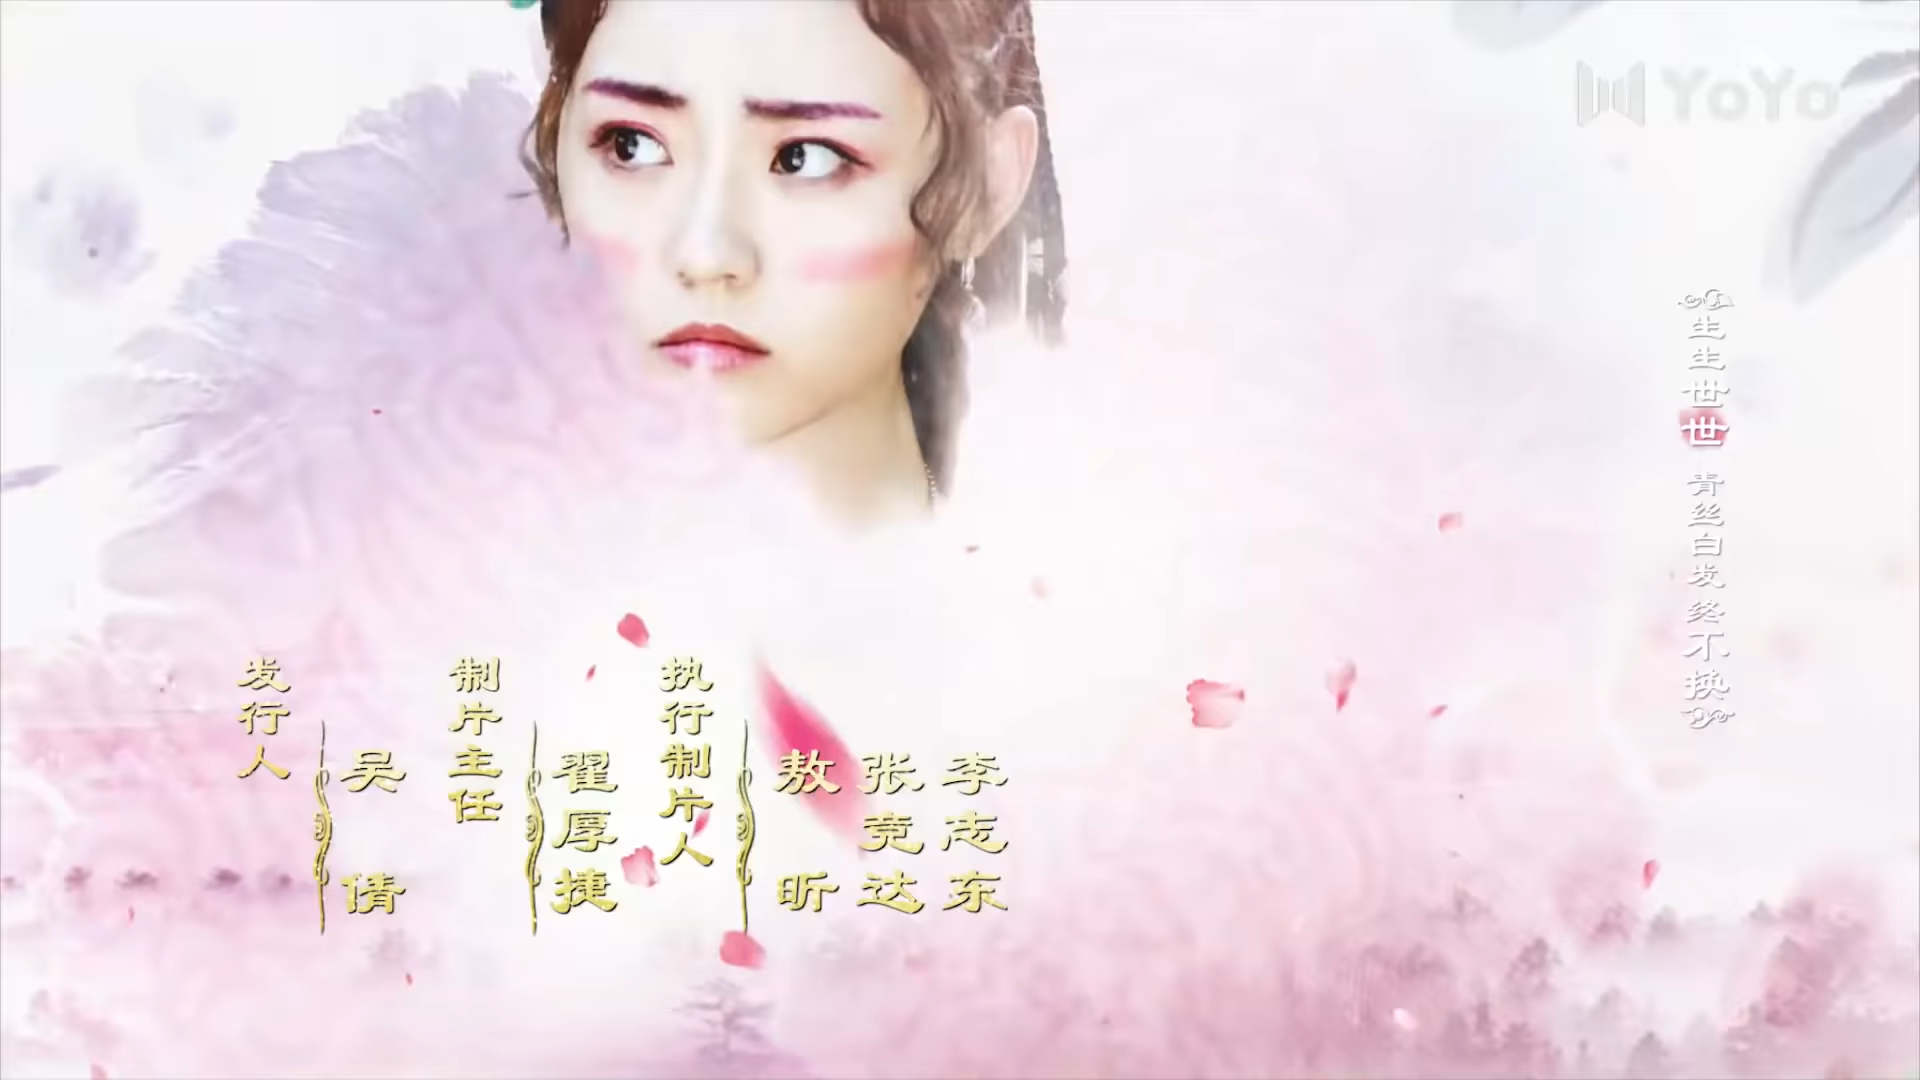 YoYo
生生世世 青丝白发终不换
执行制片人
李志东
张竞达
敖昕
制片主任
翟厚捷
发行人
吴倩